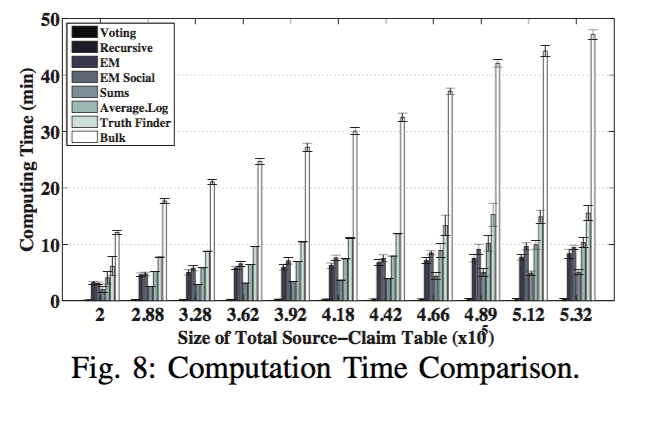 50
40
30
20
10
0
Computing Time (min)
Voting
Recursive
EM
EM Social
Sums
Average.Log
Truth Finder
Bulk
2 2.88 3.28 3.62 3.92 4.18 4.42 4.66 4.89 5.12 5.32
Size of Total Source−Claim Table (x10⁵)
Fig. 8: Computation Time Comparison.